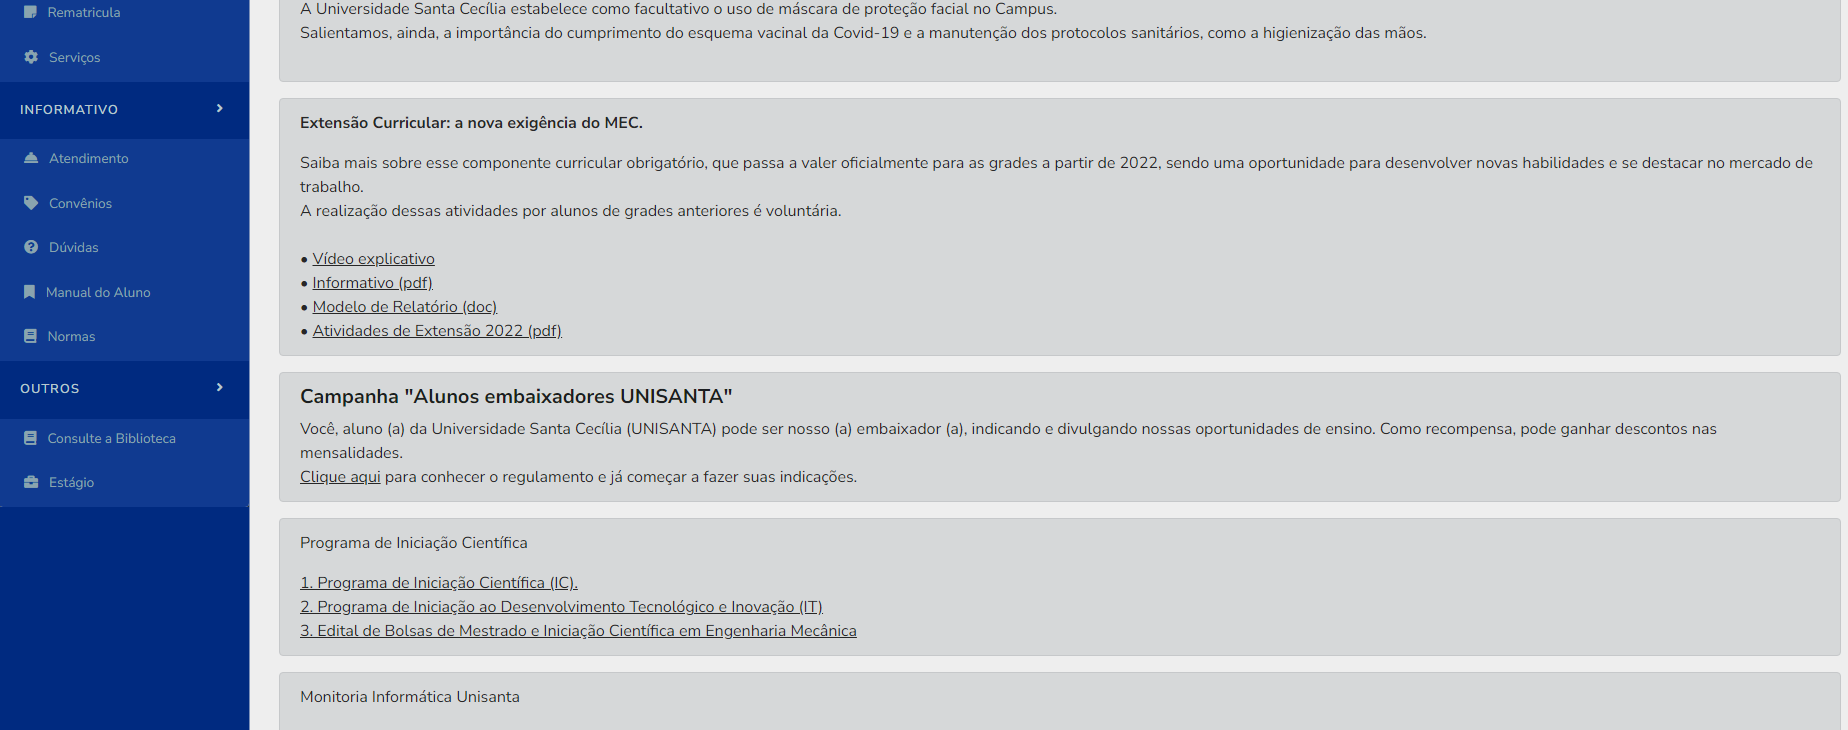 Rematricula
Serviços
INFORMATIVO
Atendimento
Convênios
Dúvidas
Manual do Aluno
Normas
OUTROS
Consulte a Biblioteca
Estágio
A Universidade Santa Cecília estabelece como facultativo o uso de máscara de proteção facial no Campus.
Salientamos, ainda, a importância do cumprimento do esquema vacinal da Covid-19 e a manutenção dos protocolos sanitários, como a higienização das mãos.
Extensão Curricular: a nova exigência do MEC.
Saiba mais sobre esse componente curricular obrigatório, que passa a valer oficialmente para as grades a partir de 2022, sendo uma oportunidade para desenvolver novas habilidades e se destacar no mercado de
trabalho.
A realização dessas atividades por alunos de grades anteriores é voluntária.
• Vídeo explicativo
• Informativo (pdf)
• Modelo de Relatório (doc)
• Atividades de Extensão 2022 (pdf)
Campanha "Alunos embaixadores UNISANTA"
Você, aluno (a) da Universidade Santa Cecília (UNISANTA) pode ser nosso (a) embaixador (a), indicando e divulgando nossas oportunidades de ensino. Como recompensa, pode ganhar descontos nas
mensalidades.
Clique aqui para conhecer o regulamento e já começar a fazer suas indicações.
Programa de Iniciação Científica
1. Programa de Iniciação Científica (IC).
2. Programa de Iniciação ao Desenvolvimento Tecnológico e Inovação (IT)
3. Edital de Bolsas de Mestrado e Iniciação Científica em Engenharia Mecânica
Monitoria Informática Unisanta